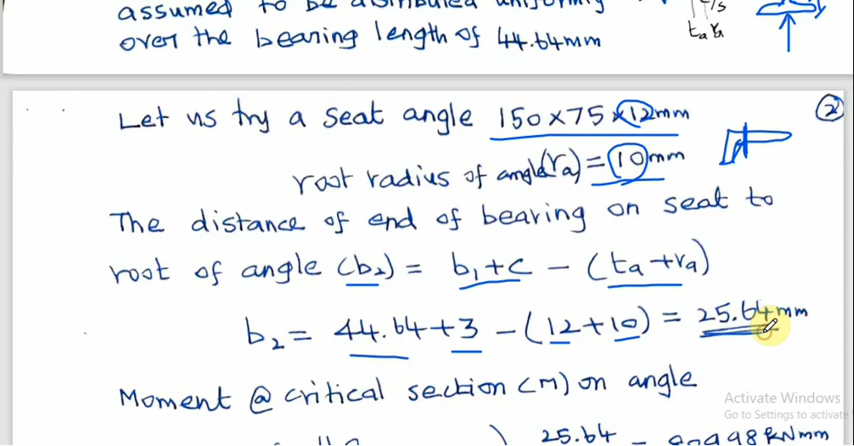 assumed to be distributed uniformly
over the bearing length of 44.64mm
ta ra
2
Let us try a seat angle 150×75×12mm
root radius of angle(ra) = 10mm
The distance of end of bearing on seat to
root of angle (b2) = b1+c - (ta+ra)
b2 = 44.64+3 - (12+10) = 25.64mm
Moment @ critical section (M) on angle
Activate Windows
Go to Settings to activate
25.64